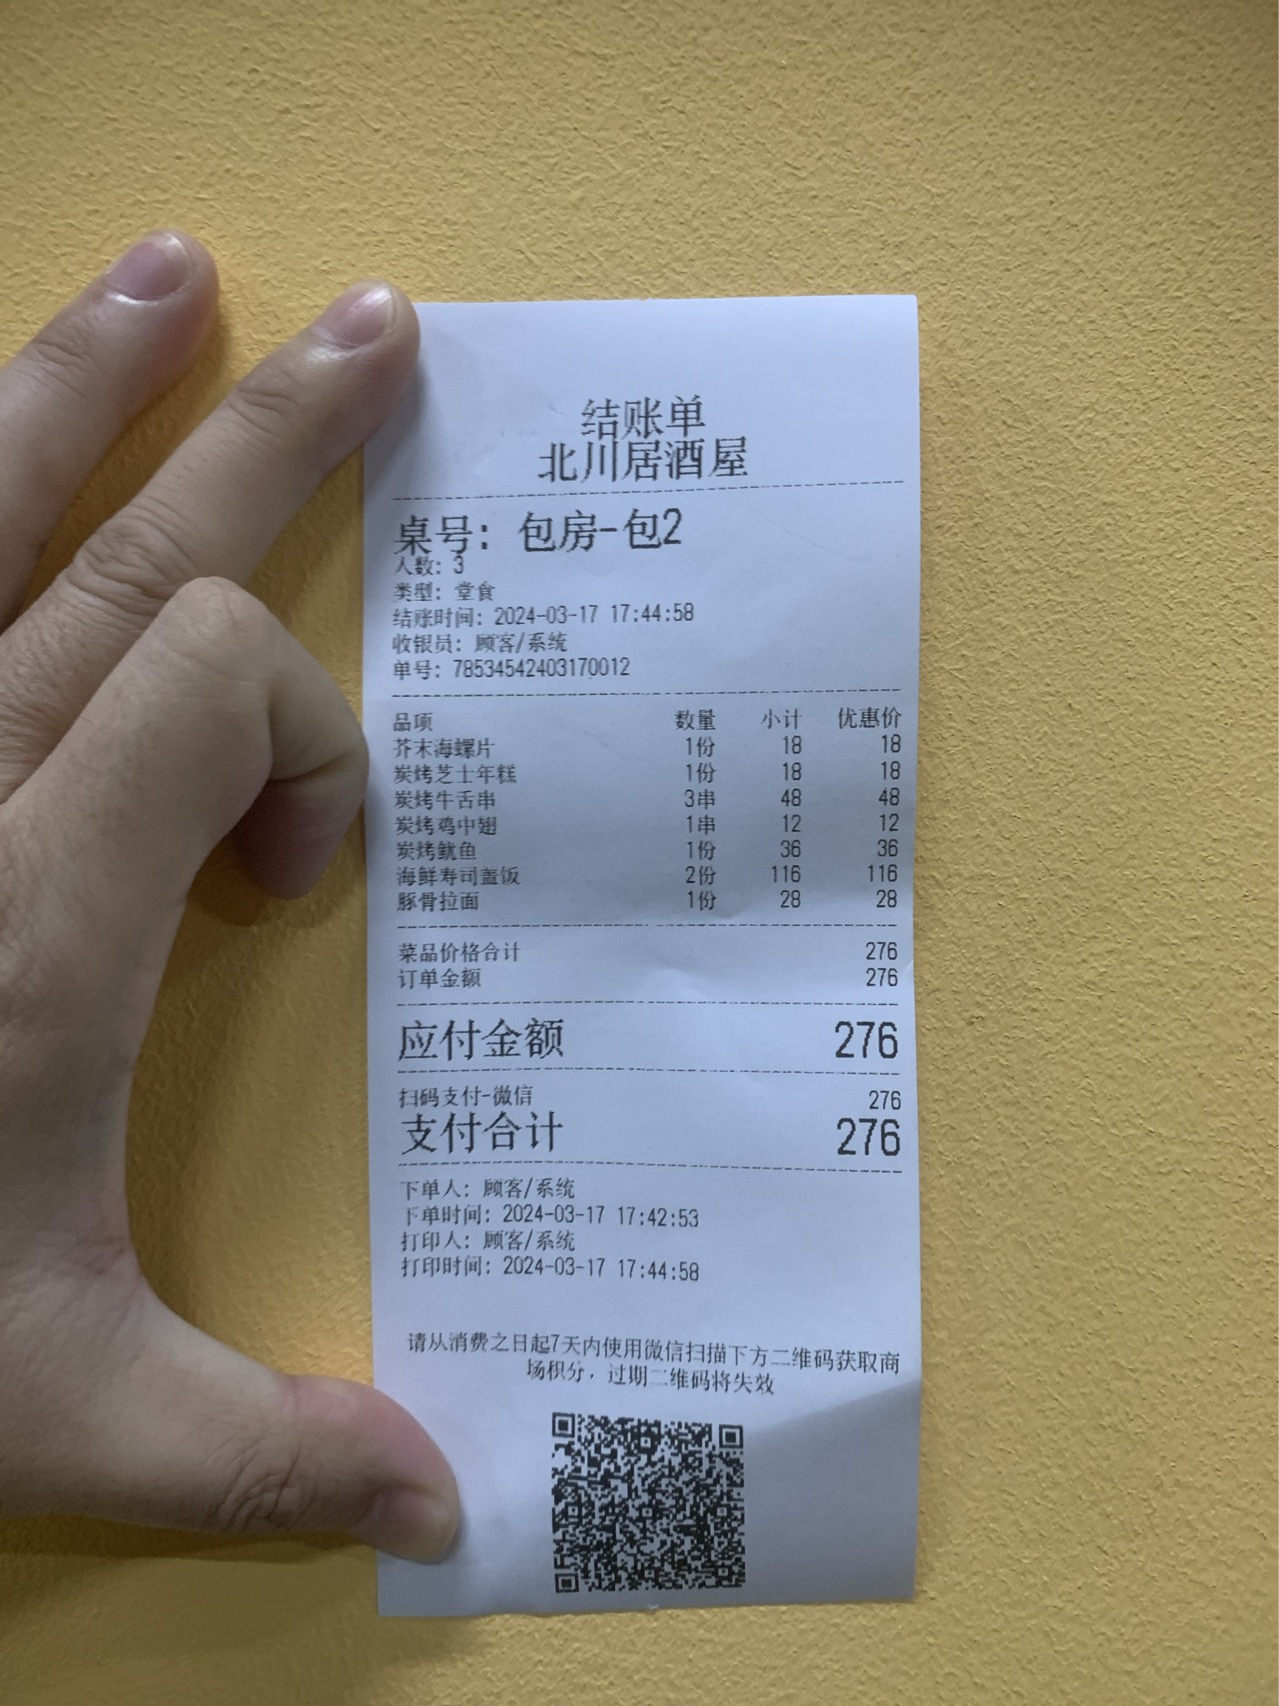 结账单
北川居酒屋
桌号：包房-包2
人数：3
类型：堂食
结账时间：2024-03-17 17:44:58
收银员：顾客/系统
单号：78534542403170012
品项 数量 小计 优惠价
芥末海螺片 1份 18 18
炭烤芝士年糕 1份 18 18
炭烤牛舌串 3串 48 48
炭烤鸡中翅 1串 12 12
炭烤鱿鱼 1份 36 36
海鲜寿司盖饭 2份 116 116
豚骨拉面 1份 28 28
菜品价格合计 276
订单金额 276
应付金额 276
扫码支付-微信 276
支付合计 276
下单人：顾客/系统
下单时间：2024-03-17 17:42:53
打印人：顾客/系统
打印时间：2024-03-17 17:44:58
请从消费之日起7天内使用微信扫描下方二维码获取商
场积分，过期二维码将失效